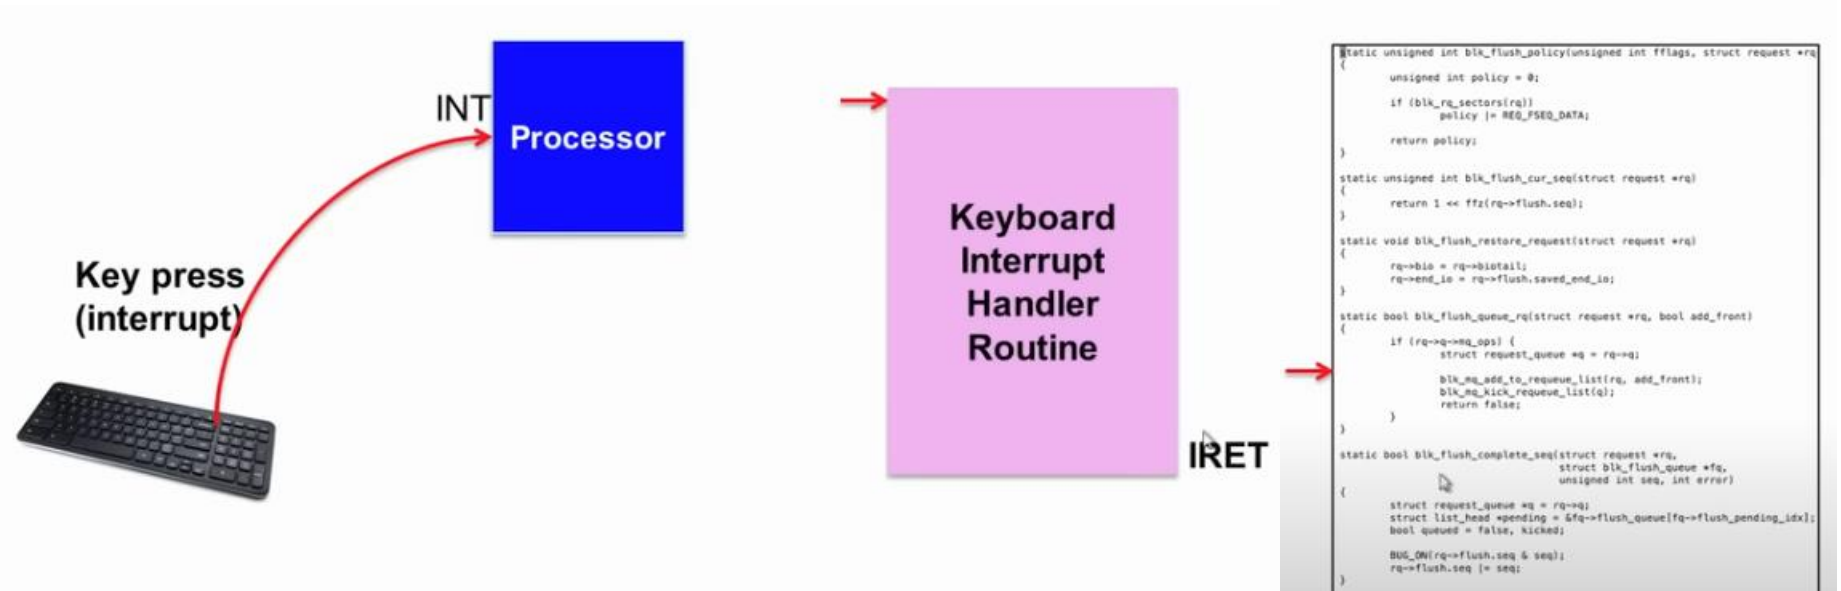 INT
Processor
Key press
(interrupt)
Keyboard
Interrupt
Handler
Routine
IRET
static unsigned int blk_flush_policy(unsigned int fflags, struct request *rq
{
unsigned int policy = 0;
if (blk_rq_sectors(rq))
policy |= REQ_FSEQ_DATA;
return policy;
}
static unsigned int blk_flush_cur_seq(struct request *rq)
{
return 1 << ffz(rq->flush.seq);
}
static void blk_flush_restore_request(struct request *rq)
{
rq->bio = rq->biotail;
rq->end_io = rq->flush.saved_end_io;
}
static bool blk_flush_queue_rq(struct request *rq, bool add_front)
{
if (rq->q->mq_ops) {
struct request_queue *q = rq->q;
blk_mq_add_to_requeue_list(rq, add_front);
blk_mq_kick_requeue_list(q);
return false;
}
}
static bool blk_flush_complete_seq(struct request *rq,
struct blk_flush_queue *fq,
unsigned int seq, int error)
{
struct request_queue *q = rq->q;
struct list_head *pending = &fq->flush_queue[fq->flush_pending_idx];
bool queued = false, kicked;
BUG_ON(rq->flush.seq & seq);
rq->flush.seq |= seq;
}